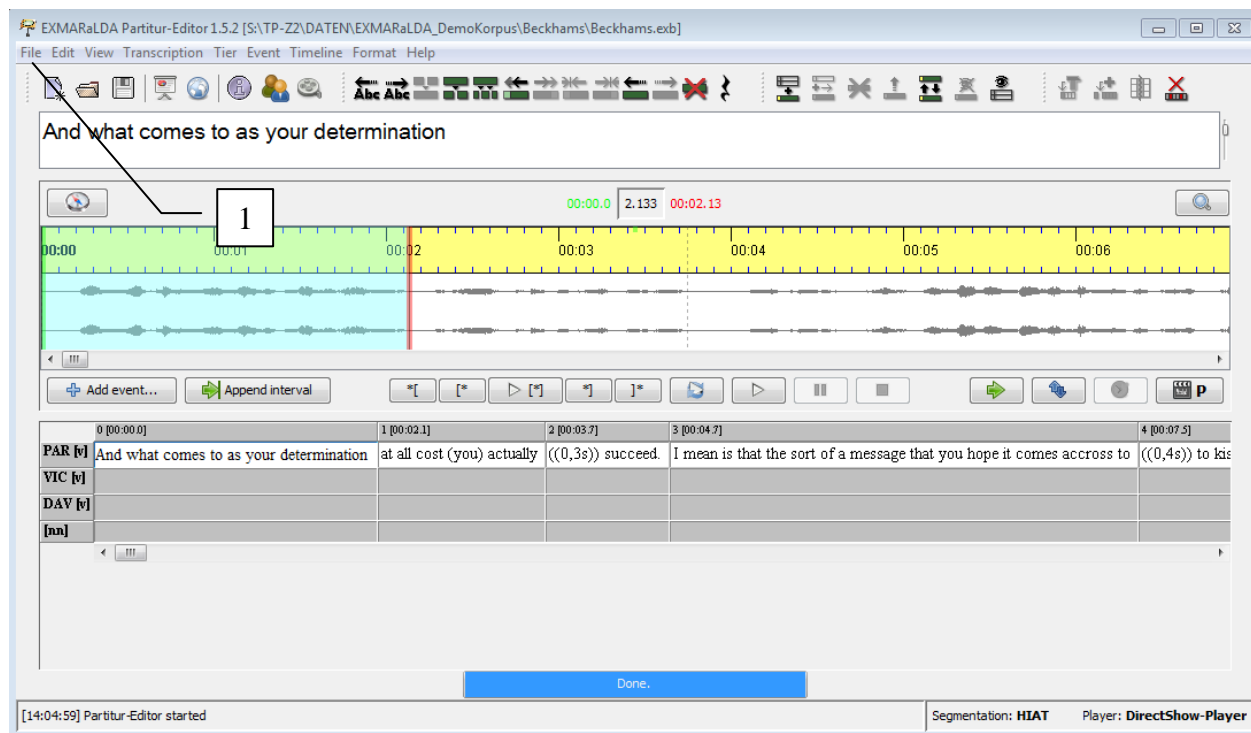 EXMARaLDA Partitur-Editor 1.5.2 [S:\TP-Z2\DATEN\EXMARaLDA_DemoKorpus\Beckhams\Beckhams.exb]
File Edit View Transcription Tier Event Timeline Format Help
Abc Abc
And what comes to as your determination
1
00:00.0 2.133 00:02.13
00:00 00:01 00:02 00:03 00:04 00:05 00:06
Add event... Append interval *[ [* [*] *] ]* P
0 [00:00.0] 1 [00:02.1] 2 [00:03.7] 3 [00:04.7] 4 [00:07.5]
PAR [v] And what comes to as your determination at all cost (you) actually ((0,3s)) succeed. I mean is that the sort of a message that you hope it comes accross to ((0,4s)) to kis
VIC [v]
DAV [v]
[nn]
Done.
[14:04:59] Partitur-Editor started Segmentation: HIAT Player: DirectShow-Player